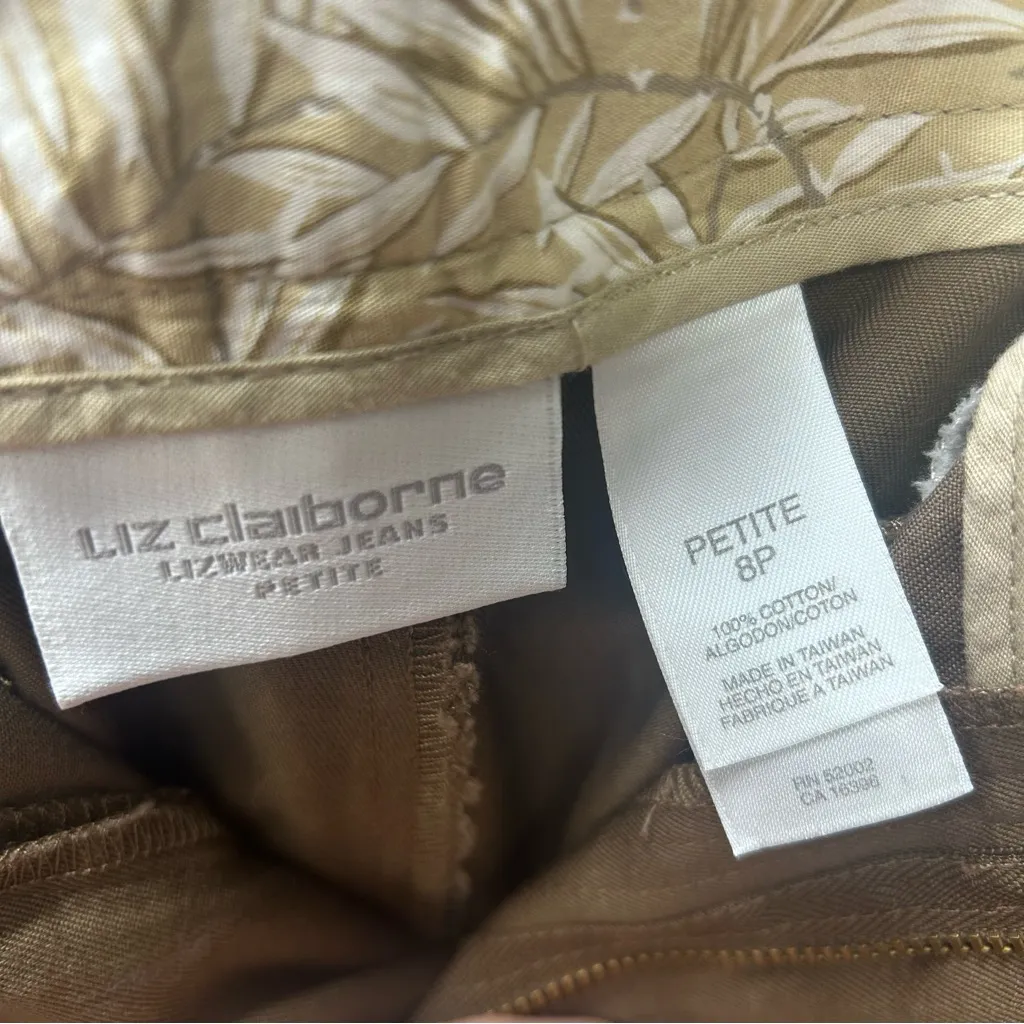 Liz claiborne
LIZWEAR JEANS
PETITE
PETITE
8P
100% COTTON/
ALGODON/COTON
MADE IN TAIWAN
HECHO EN TAIWAN
FABRIQUE A TAIWAN
RN 52002
CA 16396